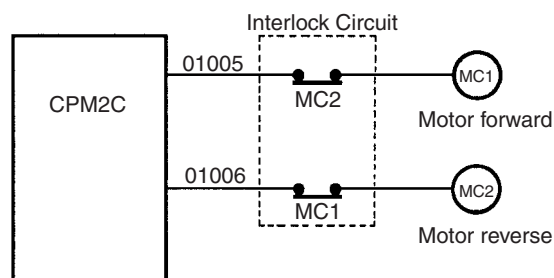 Interlock Circuit
01005
MC1
CPM2C
MC2
Motor forward
01006
MC2
MC1
Motor reverse